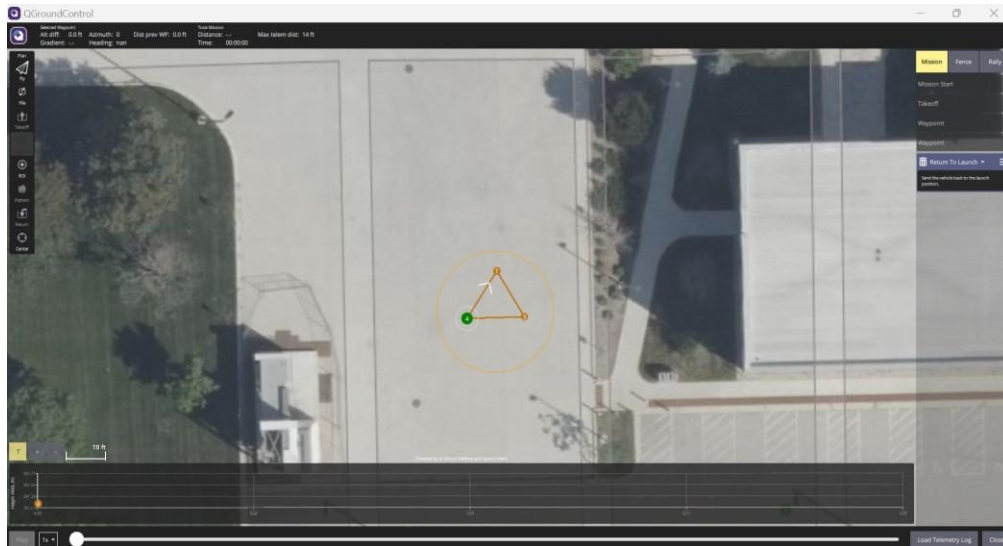 QGroundControl
Selected Waypoint
Alt diff: 0.0 ft Azimuth: 0 Dist prev WP: 0.0 ft
Gradient: -.- Heading: nan
Total Mission
Distance: -.- Max telem dist: 14 ft
Time: 00:00:00
Plan
Fly
File
Takeoff
ROI
Pattern
Return
Center
Mission Fence Rally
Mission Start
Takeoff
Waypoint
Waypoint
Return To Launch
Send the vehicle back to the launch
position.
4
T + -
10 ft
1x
Load Telemetry Log Close